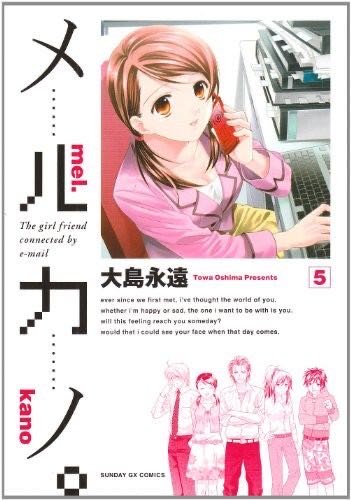 メルカノ。
mel.
kano
The girl friend
connected by
e-mail
大島永遠
Towa Oshima Presents
5
ever since we first met, i've thought the world of you.
whether i'm happy or sad, the one i want to be with is you.
will this feeling reach you someday?
would that i could see your face when that day comes.
SUNDAY GX COMICS